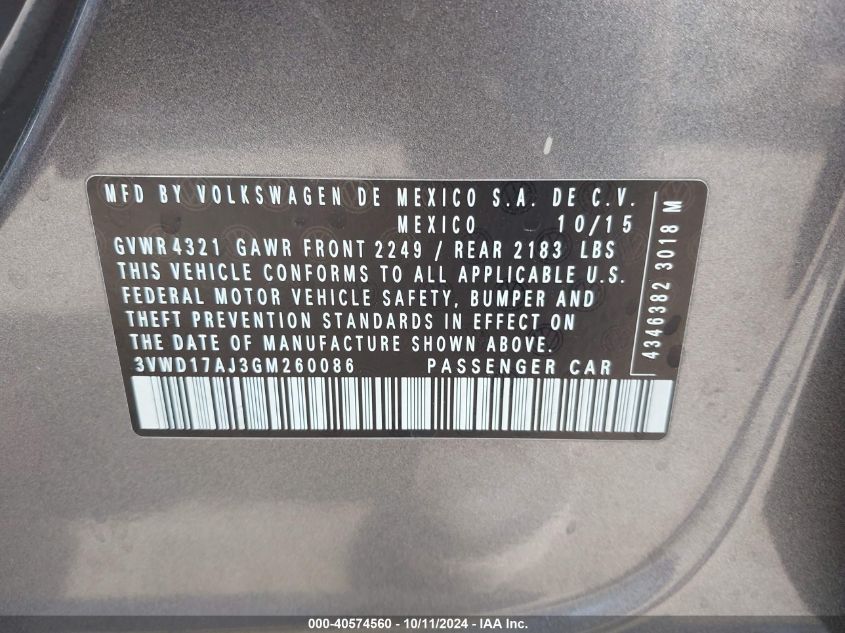 MFD BY VOLKSWAGEN DE MEXICO S.A. DE C.V.
MEXICO 10/15
GVWR 4321 GAWR FRONT 2249 / REAR 2183 LBS
THIS VEHICLE CONFORMS TO ALL APPLICABLE U.S.
FEDERAL MOTOR VEHICLE SAFETY, BUMPER AND
THEFT PREVENTION STANDARDS IN EFFECT ON
THE DATE OF MANUFACTURE SHOWN ABOVE.
3VWD17AJ3GM260086 PASSENGER CAR
4346382 3018 M
000-40574560 - 10/11/2024 - IAA Inc.